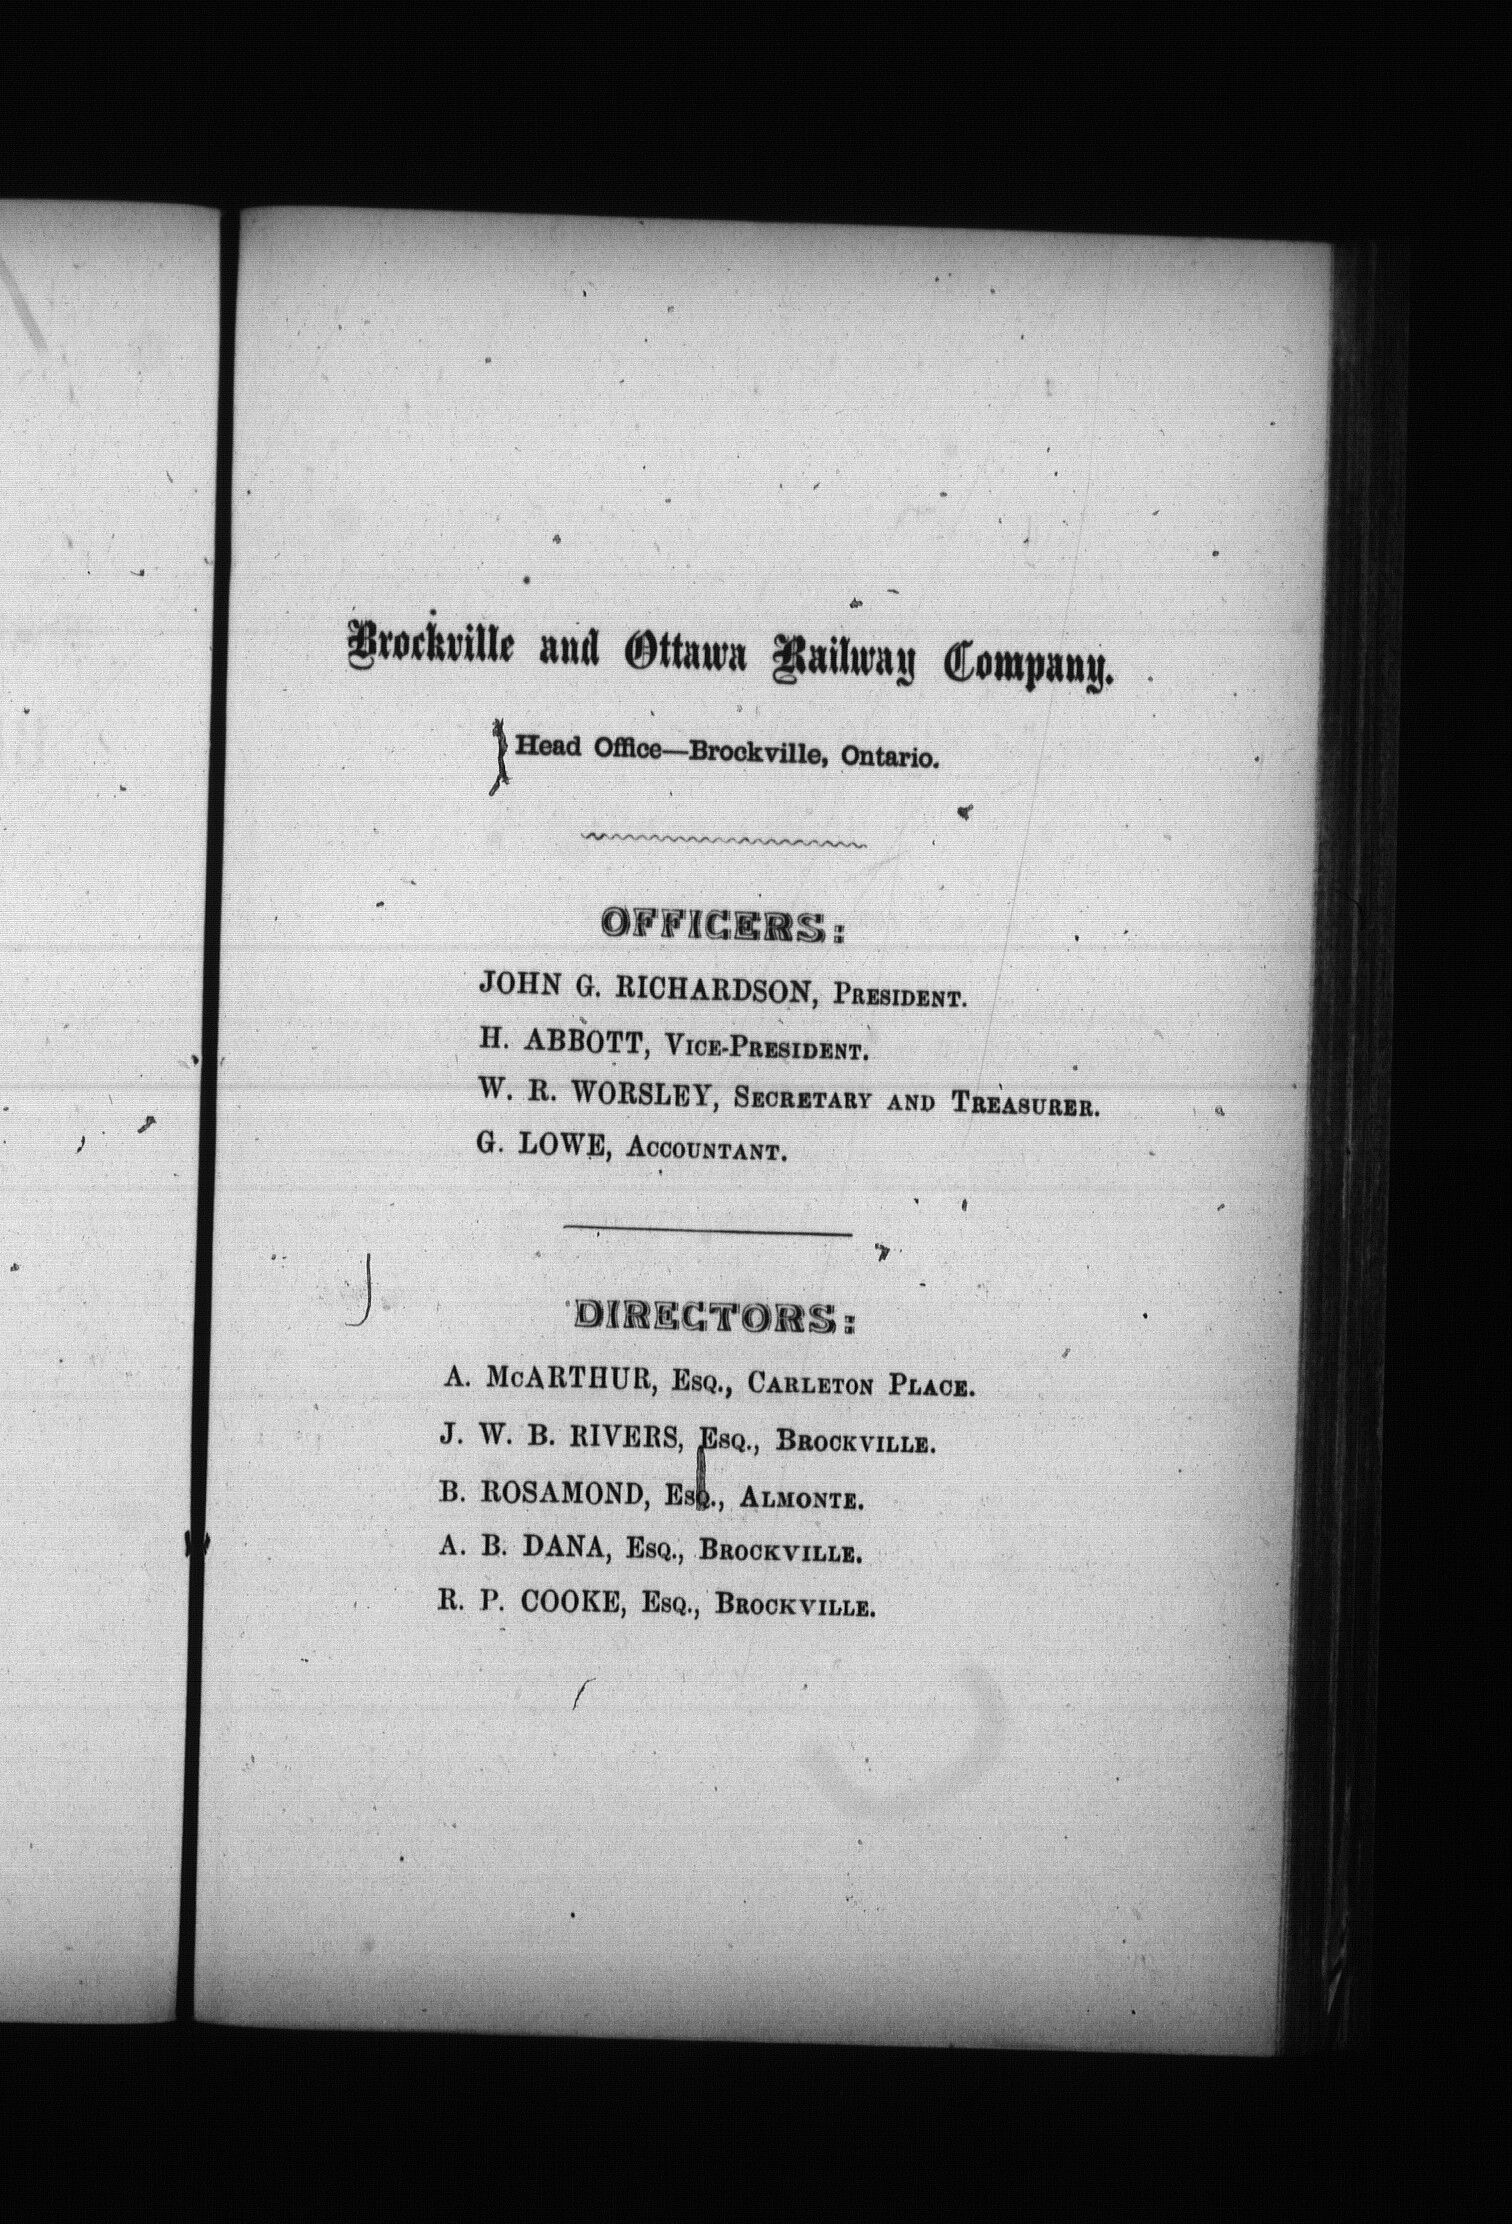 Brockville and Ottawa Railway Company.
Head Office—Brockville, Ontario.
OFFICERS:
JOHN G. RICHARDSON, PRESIDENT.
H. ABBOTT, VICE-PRESIDENT.
W. R. WORSLEY, SECRETARY AND TREASURER.
G. LOWE, ACCOUNTANT.
DIRECTORS:
A. McARTHUR, ESQ., CARLETON PLACE.
J. W. B. RIVERS, ESQ., BROCKVILLE.
B. ROSAMOND, ESQ., ALMONTE.
A. B. DANA, ESQ., BROCKVILLE.
R. P. COOKE, ESQ., BROCKVILLE.